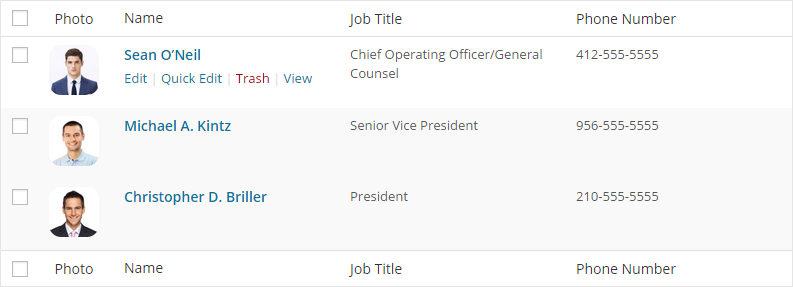 Photo Name Job Title Phone Number
Sean O’Neil Chief Operating Officer/General 412-555-5555
Edit | Quick Edit | Trash | View Counsel
Michael A. Kintz Senior Vice President 956-555-5555
Christopher D. Briller President 210-555-5555
Photo Name Job Title Phone Number